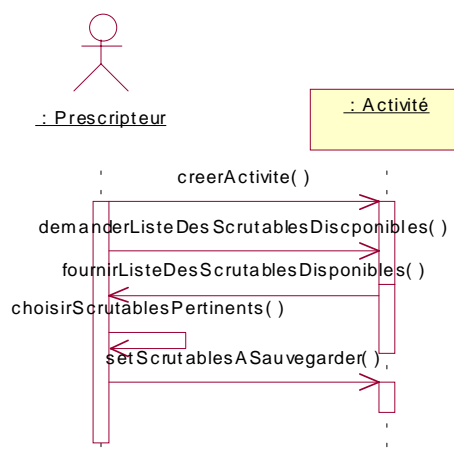 : Prescripteur
: Activité
creerActivite( )
demanderListeDesScrutablesDiscponibles( )
fournirListeDesScrutablesDisponibles( )
choisirScrutablesPertinents( )
setScrutablesASauvegarder( )